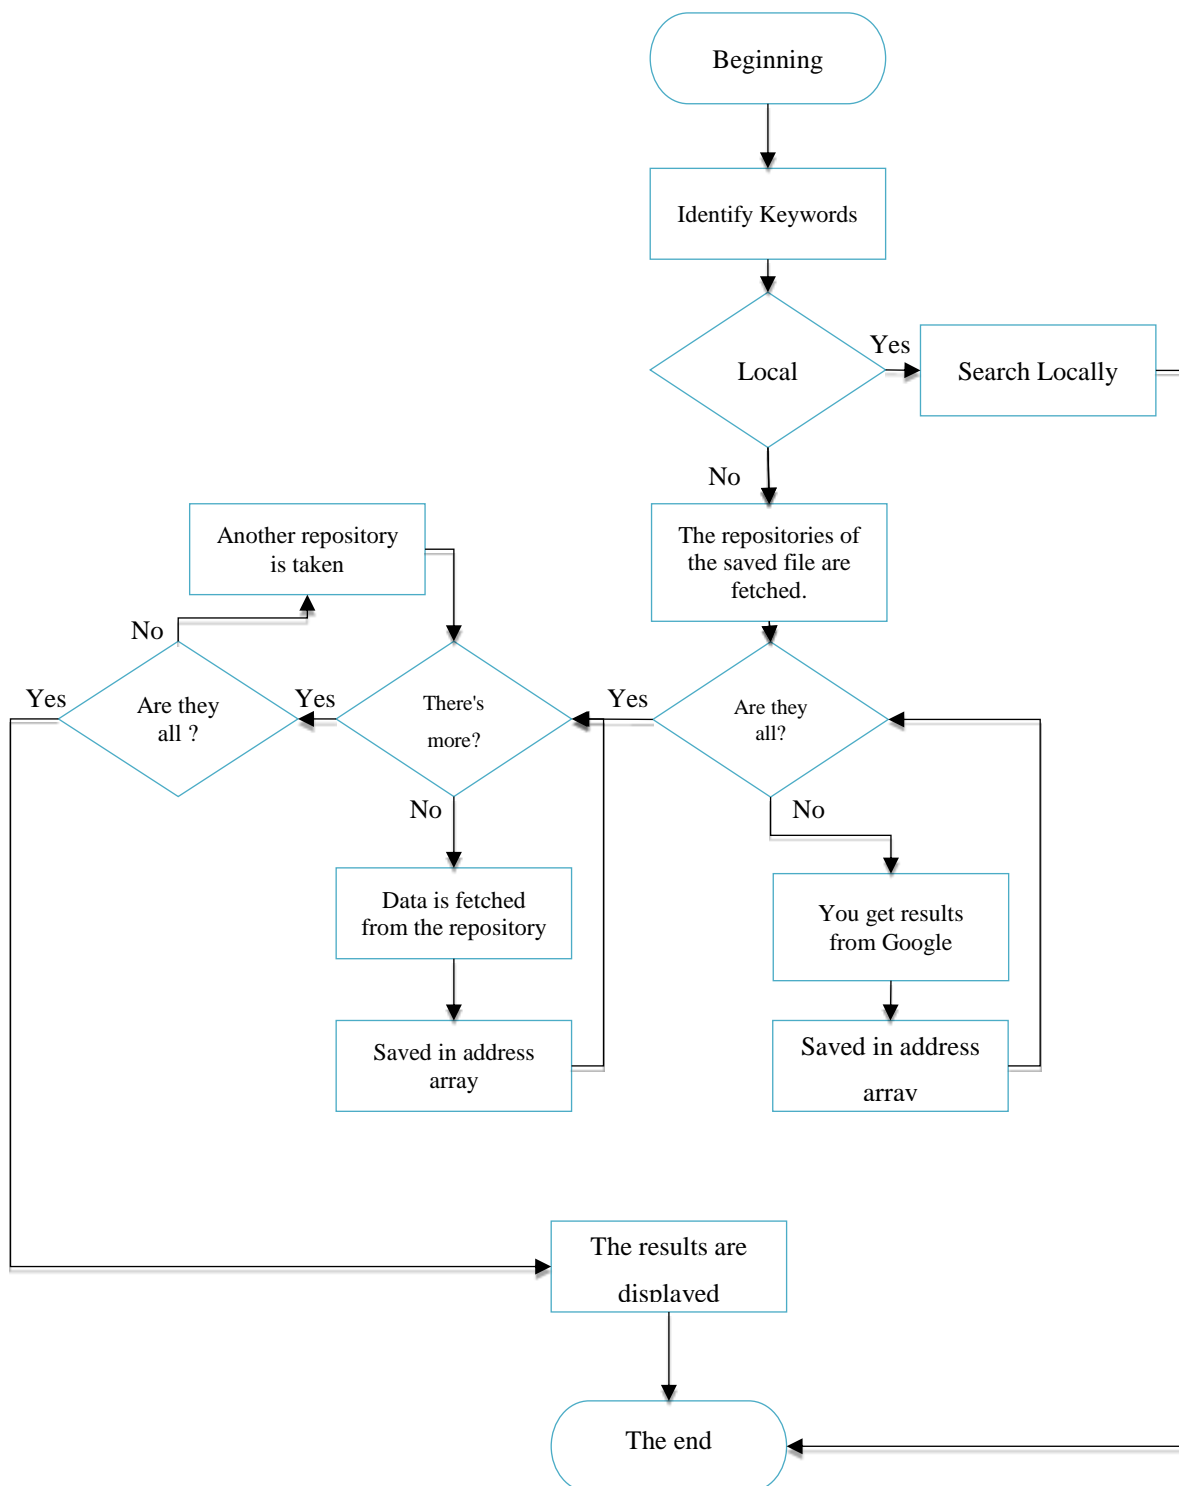 Beginning
Identify Keywords
Local
Yes
Search Locally
No
The repositories of
the saved file are
fetched.
Another repository
is taken
No
Yes
Are they
all ?
Yes
There's
more?
Yes
Are they
all?
No
No
Data is fetched
from the repository
You get results
from Google
Saved in address
array
Saved in address
array
The results are
displayed
The end